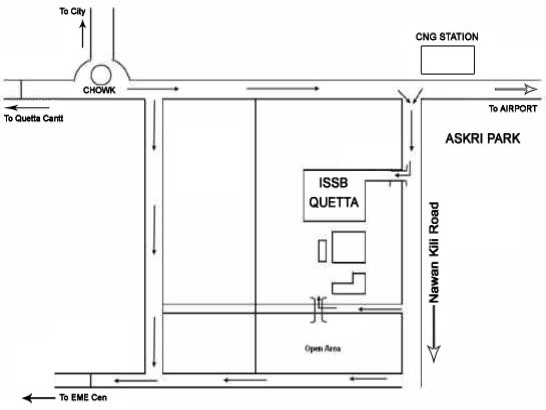 To City
CNG STATION
CHOWK
To Quetta Cantt
To AIRPORT
ASKRI PARK
ISSB
QUETTA
Nawan Kili Road
Open Area
To EME Cen